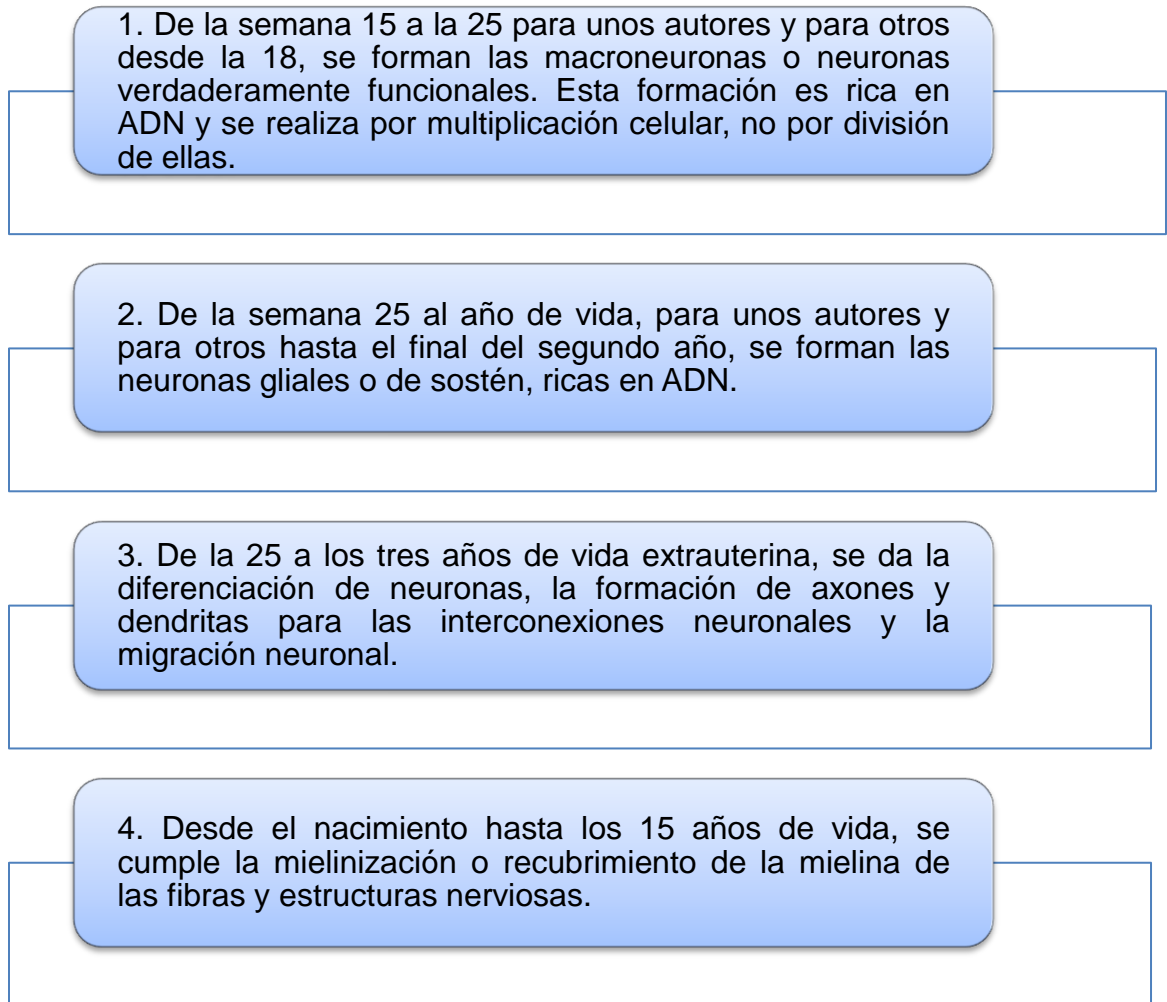 1. De la semana 15 a la 25 para unos autores y para otros
desde la 18, se forman las macroneuronas o neuronas
verdaderamente funcionales. Esta formación es rica en
ADN y se realiza por multiplicación celular, no por división
de ellas.
2. De la semana 25 al año de vida, para unos autores y
para otros hasta el final del segundo año, se forman las
neuronas gliales o de sostén, ricas en ADN.
3. De la 25 a los tres años de vida extrauterina, se da la
diferenciación de neuronas, la formación de axones y
dendritas para las interconexiones neuronales y la
migración neuronal.
4. Desde el nacimiento hasta los 15 años de vida, se
cumple la mielinización o recubrimiento de la mielina de
las fibras y estructuras nerviosas.